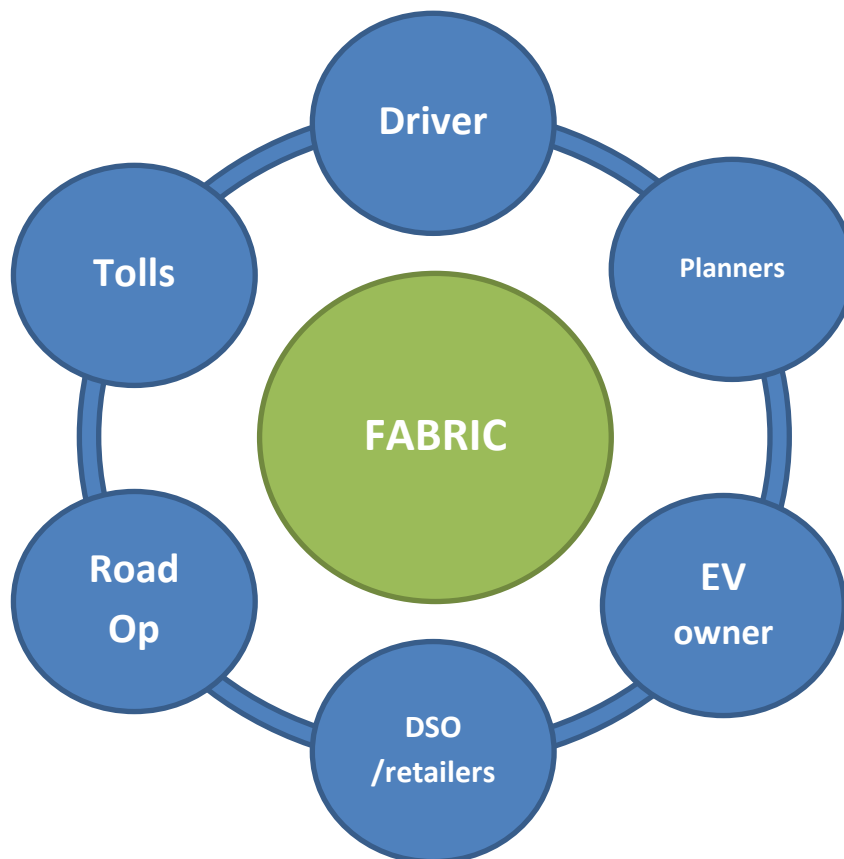 Driver
Tolls
Planners
FABRIC
Road
Op
EV
owner
DSO
/retailers